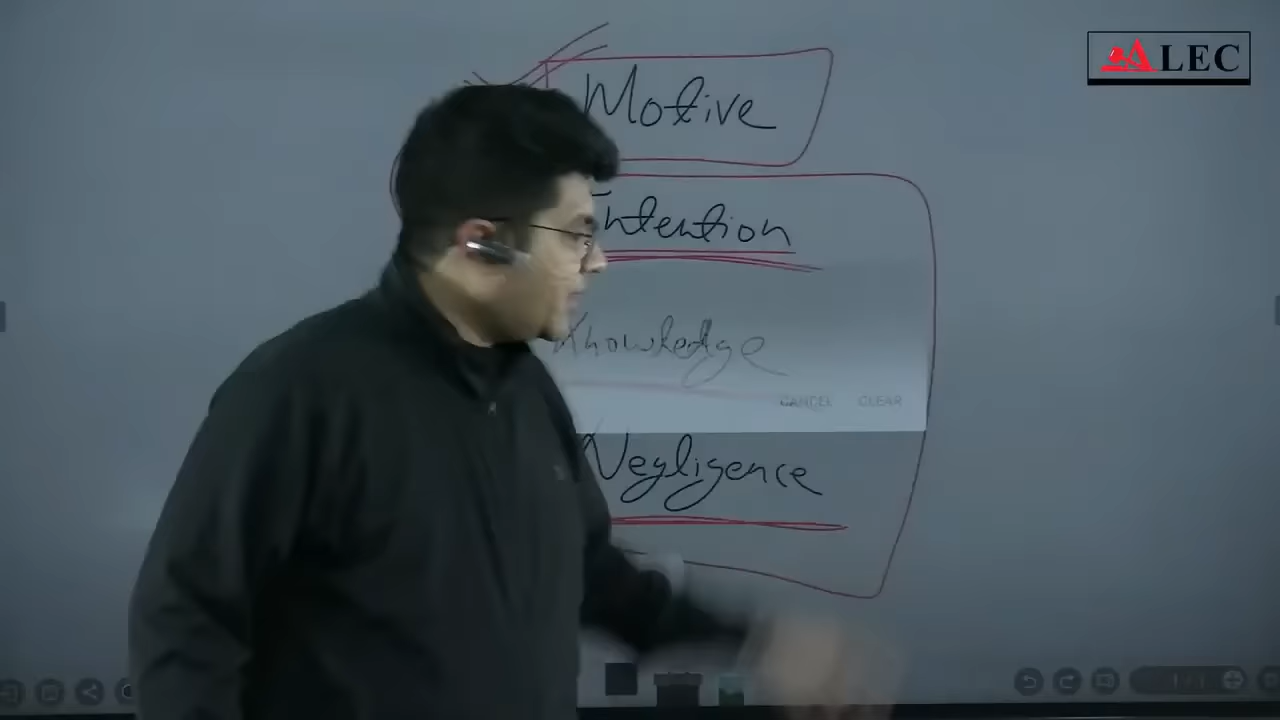 ALEC
Motive
Intention
Knowledge
CANCEL CLEAR
Negligence